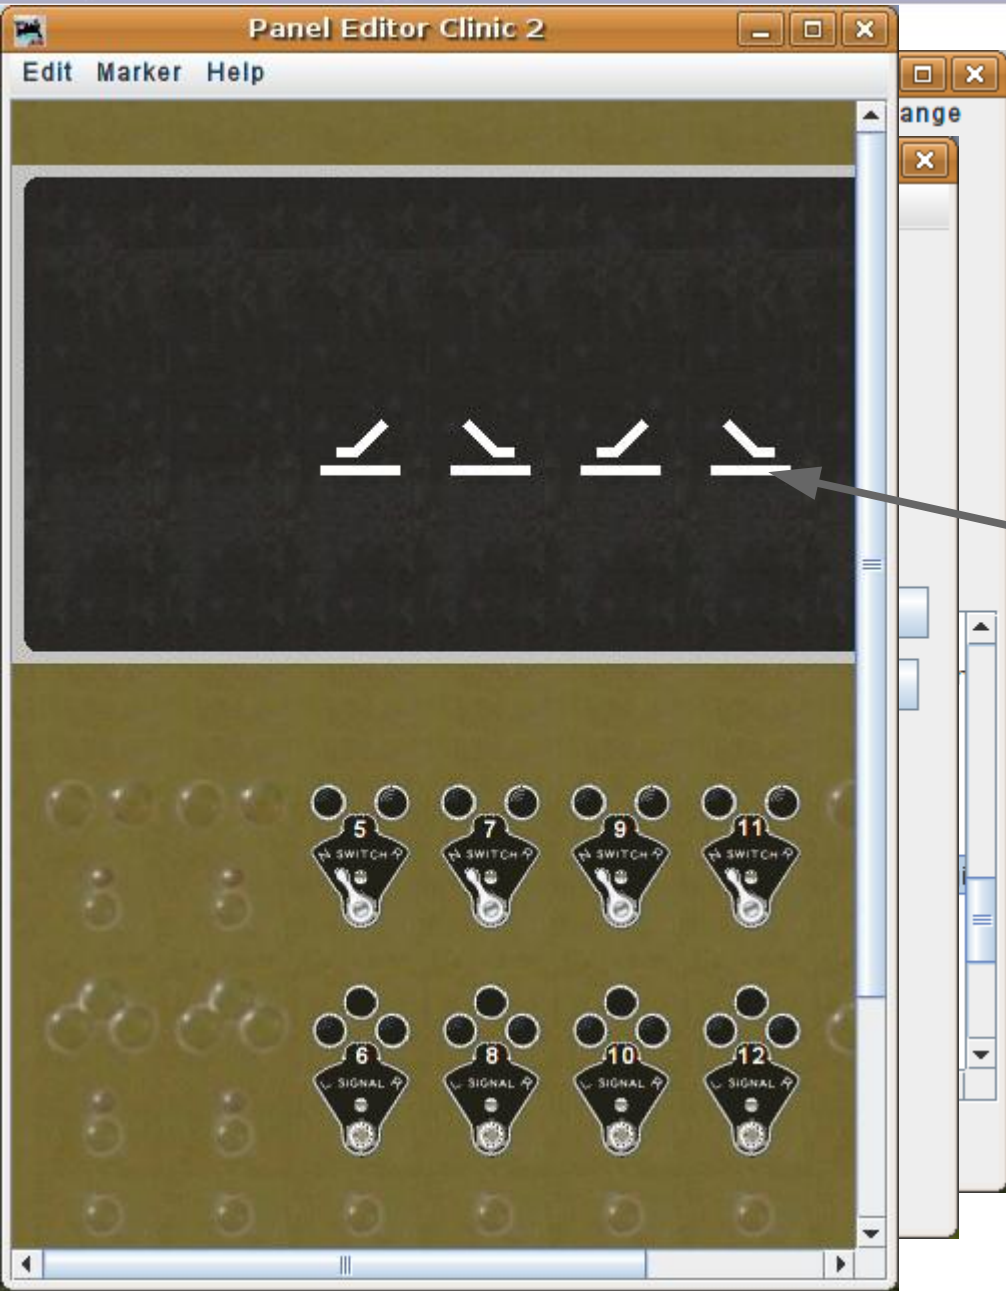 Panel Editor Clinic 2
Edit Marker Help
ange
5 7 9 11
N SWITCH R N SWITCH R N SWITCH R N SWITCH R
6 8 10 12
L SIGNAL R L SIGNAL R L SIGNAL R L SIGNAL R